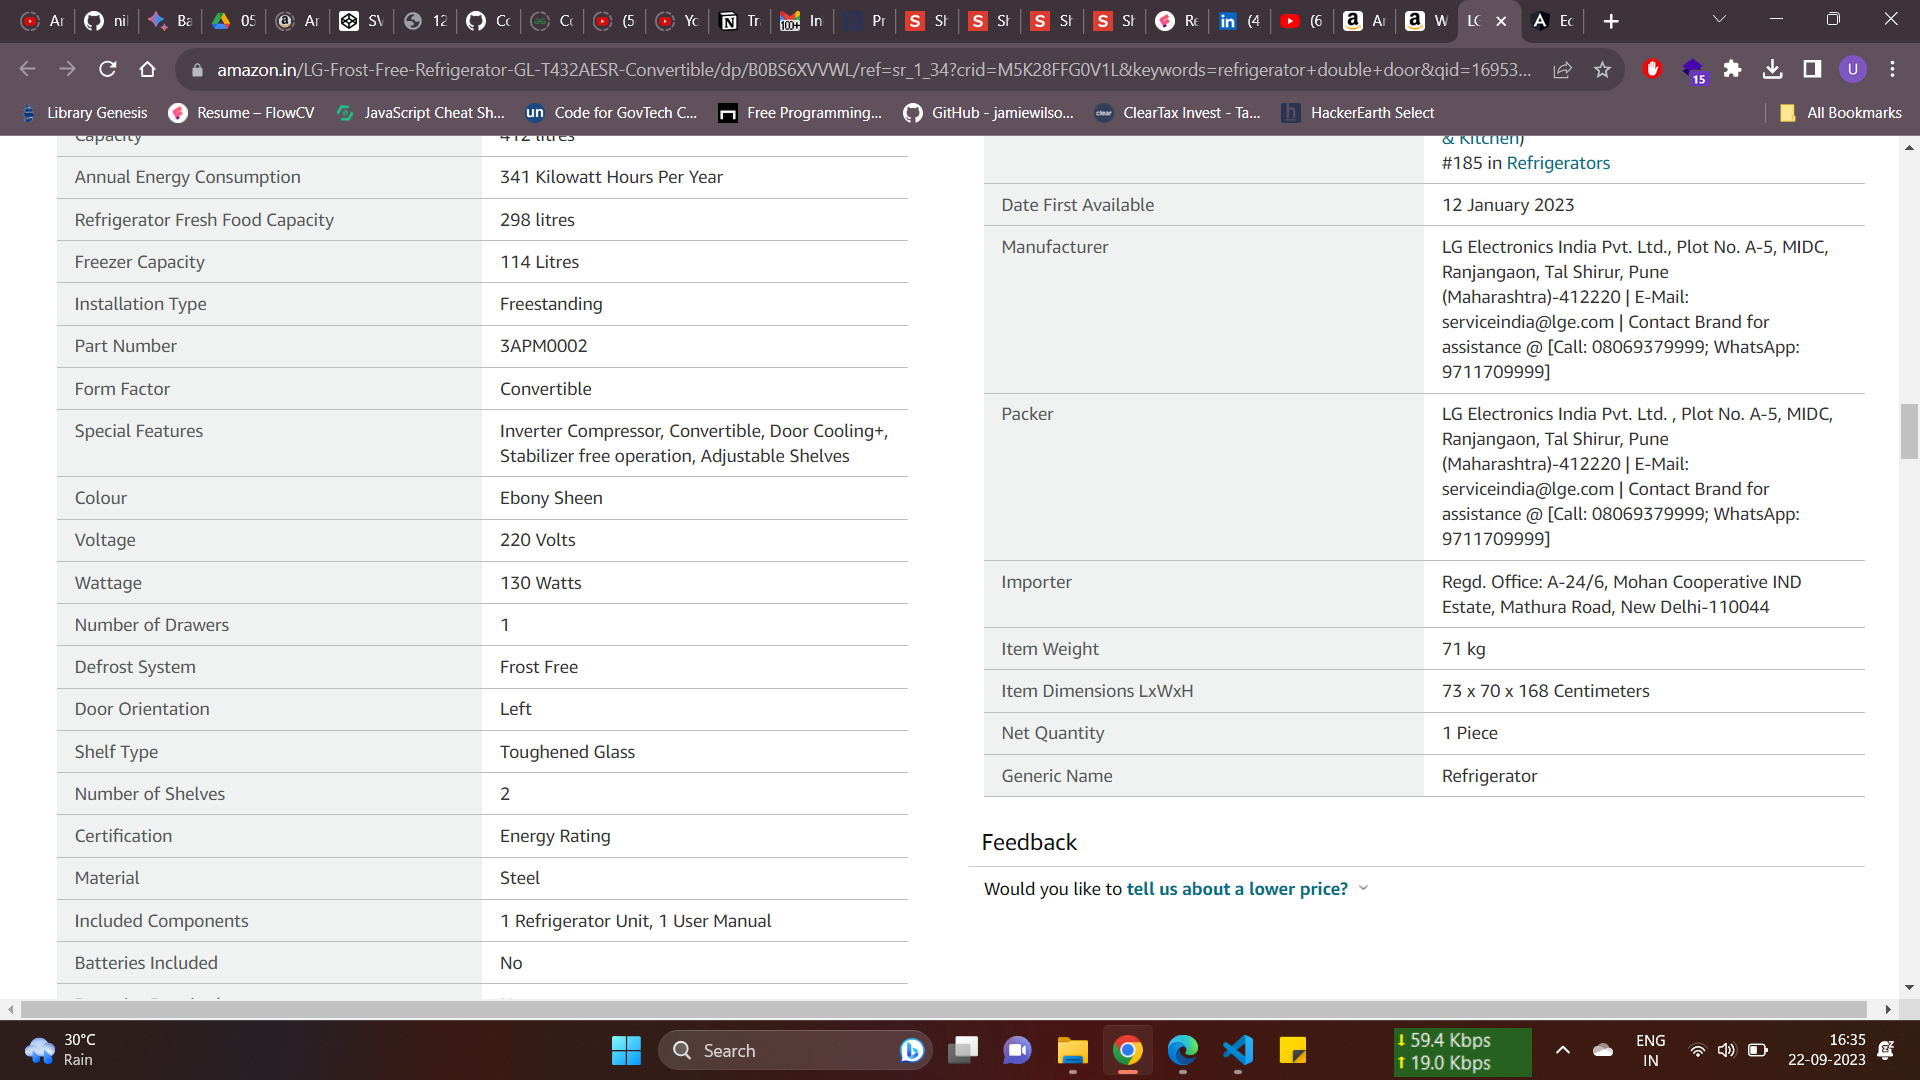 Ar
nil
Ba
05
Ar
SV
12
Co
Co
(5
Yo
Tr
In
Pr
Sh
Sh
Sh
Sh
Re
(4
(6
Ar
W
LG
Ec
amazon.in/LG-Frost-Free-Refrigerator-GL-T432AESR-Convertible/dp/B0BS6XVVWL/ref=sr_1_34?crid=M5K28FFG0V1L&keywords=refrigerator+double+door&qid=16953...
15
U
Library Genesis
Resume – FlowCV
JavaScript Cheat Sh...
Code for GovTech C...
Free Programming...
GitHub - jamiewilso...
ClearTax Invest - Ta...
HackerEarth Select
All Bookmarks
Capacity 412 litres
Annual Energy Consumption 341 Kilowatt Hours Per Year
Refrigerator Fresh Food Capacity 298 litres
Freezer Capacity 114 Litres
Installation Type Freestanding
Part Number 3APM0002
Form Factor Convertible
Special Features Inverter Compressor, Convertible, Door Cooling+,
Stabilizer free operation, Adjustable Shelves
Colour Ebony Sheen
Voltage 220 Volts
Wattage 130 Watts
Number of Drawers 1
Defrost System Frost Free
Door Orientation Left
Shelf Type Toughened Glass
Number of Shelves 2
Certification Energy Rating
Material Steel
Included Components 1 Refrigerator Unit, 1 User Manual
Batteries Included No
& Kitchen)
#185 in Refrigerators
Date First Available 12 January 2023
Manufacturer LG Electronics India Pvt. Ltd., Plot No. A-5, MIDC,
Ranjangaon, Tal Shirur, Pune
(Maharashtra)-412220 | E-Mail:
serviceindia@lge.com | Contact Brand for
assistance @ [Call: 08069379999; WhatsApp:
9711709999]
Packer LG Electronics India Pvt. Ltd. , Plot No. A-5, MIDC,
Ranjangaon, Tal Shirur, Pune
(Maharashtra)-412220 | E-Mail:
serviceindia@lge.com | Contact Brand for
assistance @ [Call: 08069379999; WhatsApp:
9711709999]
Importer Regd. Office: A-24/6, Mohan Cooperative IND
Estate, Mathura Road, New Delhi-110044
Item Weight 71 kg
Item Dimensions LxWxH 73 x 70 x 168 Centimeters
Net Quantity 1 Piece
Generic Name Refrigerator
Feedback
Would you like to tell us about a lower price?
30°C
Rain
Search
59.4 Kbps
19.0 Kbps
ENG
IN
16:35
22-09-2023